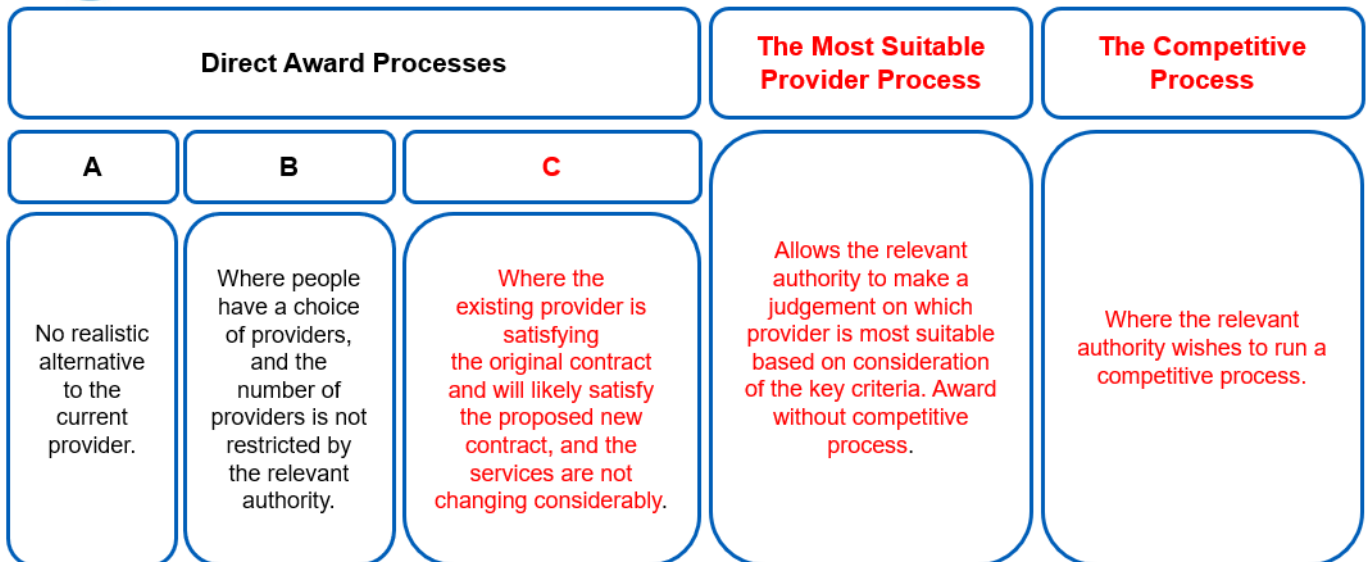 Direct Award Processes
The Most Suitable
Provider Process
The Competitive
Process
A
B
C
No realistic
alternative
to the
current
provider.
Where people
have a choice
of providers,
and the
number of
providers is not
restricted by
the relevant
authority.
Where the
existing provider is
satisfying
the original contract
and will likely satisfy
the proposed new
contract, and the
services are not
changing considerably.
Allows the relevant
authority to make a
judgement on which
provider is most suitable
based on consideration
of the key criteria. Award
without competitive
process.
Where the relevant
authority wishes to run a
competitive process.